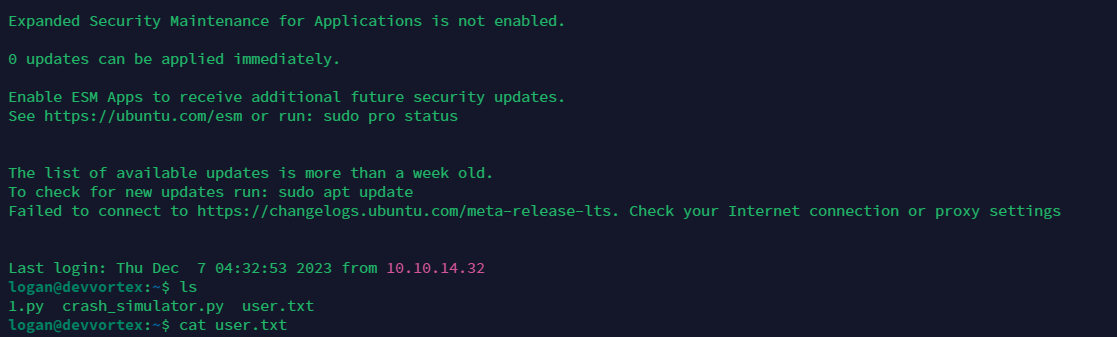 Expanded Security Maintenance for Applications is not enabled.
0 updates can be applied immediately.
Enable ESM Apps to receive additional future security updates.
See https://ubuntu.com/esm or run: sudo pro status
The list of available updates is more than a week old.
To check for new updates run: sudo apt update
Failed to connect to https://changelogs.ubuntu.com/meta-release-lts. Check your Internet connection or proxy settings
Last login: Thu Dec  7 04:32:53 2023 from 10.10.14.32
logan@devvortex:~$ ls
1.py  crash_simulator.py  user.txt
logan@devvortex:~$ cat user.txt